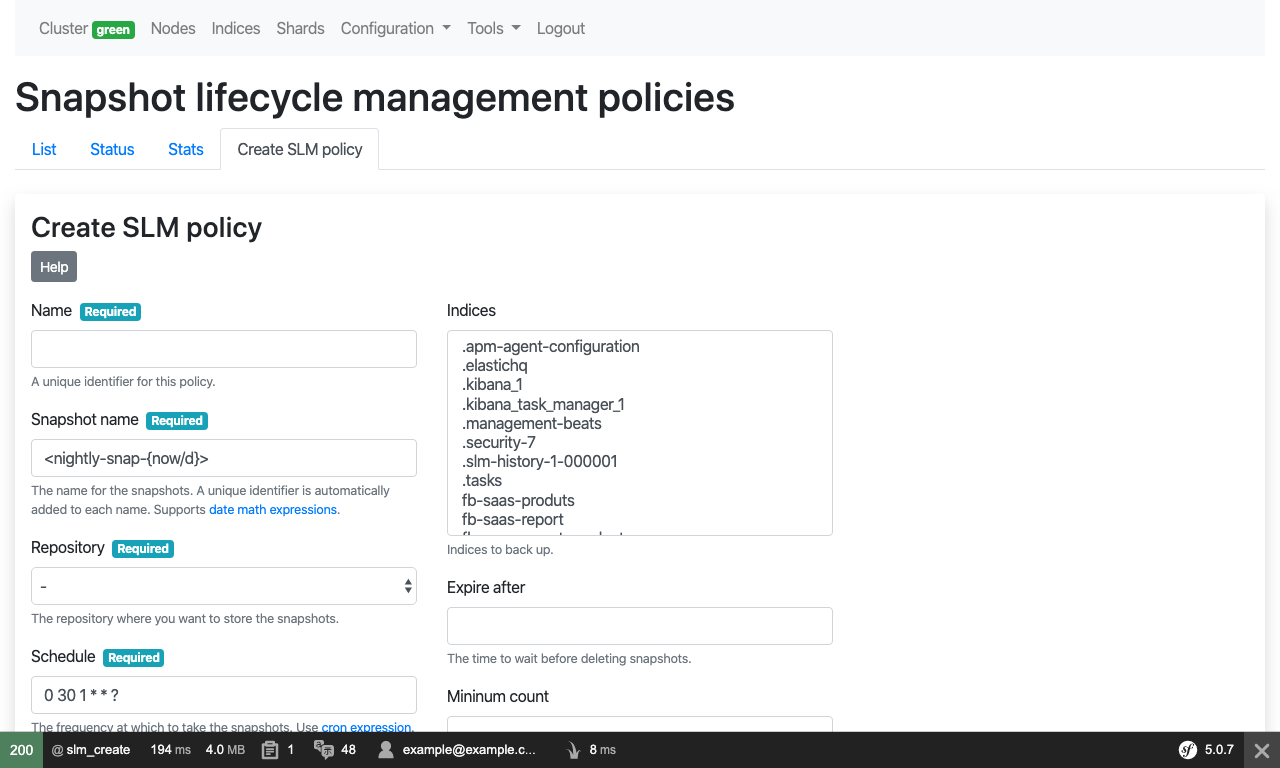 Cluster green Nodes Indices Shards Configuration Tools Logout
Snapshot lifecycle management policies
List Status Stats Create SLM policy
Create SLM policy
Help
Name Required
A unique identifier for this policy.
Snapshot name Required
<nightly-snap-{now/d}>
The name for the snapshots. A unique identifier is automatically
added to each name. Supports date math expressions.
Repository Required
-
The repository where you want to store the snapshots.
Schedule Required
0 30 1 * * ?
The frequency at which to take the snapshots. Use cron expression.
Indices
.apm-agent-configuration
.elastichq
.kibana_1
.kibana_task_manager_1
.management-beats
.security-7
.slm-history-1-000001
.tasks
fb-saas-produts
fb-saas-report
Indices to back up.
Expire after
The time to wait before deleting snapshots.
Mininum count
200 @ slm_create 194 ms 4.0 MB 1 48 example@example.c... 8 ms sf 5.0.7